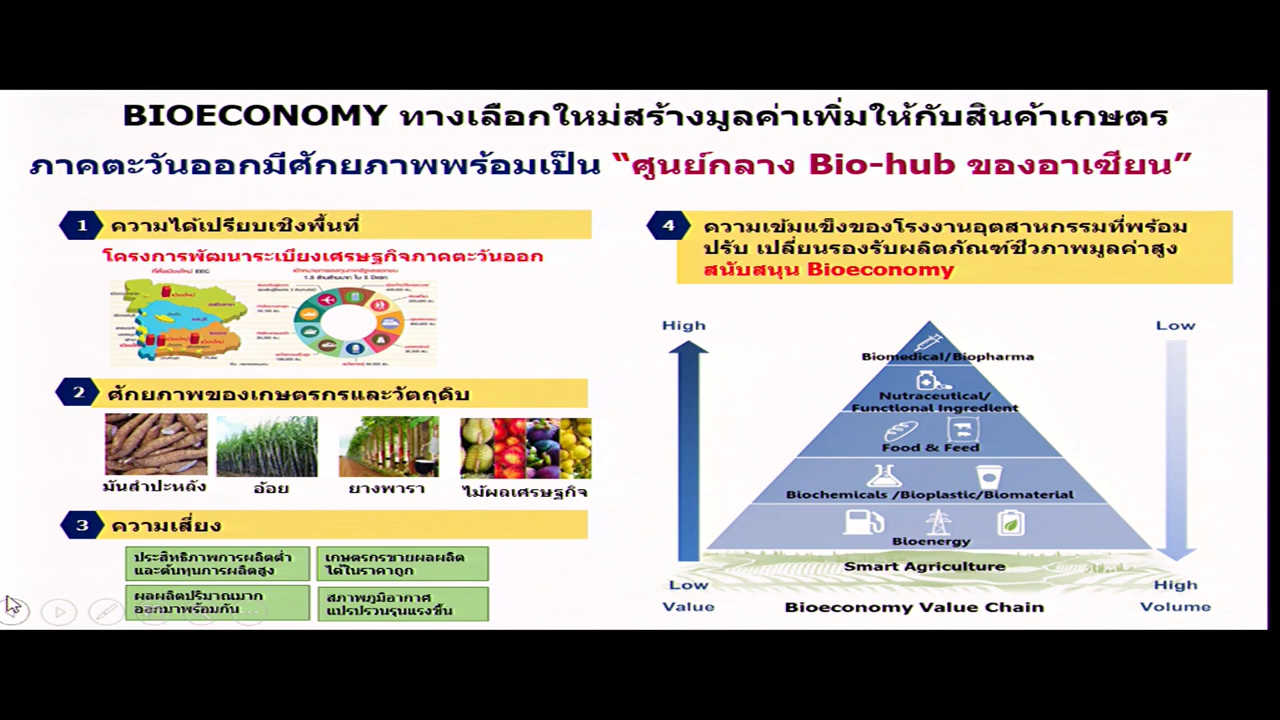 BIOECONOMY ทางเลือกใหม่สร้างมูลค่าเพิ่มให้กับสินค้าเกษตร
ภาคตะวันออกมีศักยภาพพร้อมเป็น "ศูนย์กลาง Bio-hub ของอาเซียน"
1 ความได้เปรียบเชิงพื้นที่
โครงการพัฒนาระเบียงเศรษฐกิจภาคตะวันออก
2 ศักยภาพของเกษตรกรและวัตถุดิบ
มันสำปะหลัง
อ้อย
ยางพารา
ไม้ผลเศรษฐกิจ
3 ความเสี่ยง
ประสิทธิภาพการผลิตต่ำ
และต้นทุนการผลิตสูง
เกษตรกรขายผลผลิต
ได้ในราคาถูก
ผลผลิตปริมาณมาก
ออกมาพร้อมกัน
สภาพภูมิอากาศ
แปรปรวนรุนแรงขึ้น
4 ความเข้มแข็งของโรงงานอุตสาหกรรมที่พร้อม
ปรับ เปลี่ยนรองรับผลิตภัณฑ์ชีวภาพมูลค่าสูง
สนับสนุน Bioeconomy
High
Low
Biomedical/Biopharma
Nutraceutical/
Functional Ingredient
Food & Feed
Biochemicals /Bioplastic/Biomaterial
Bioenergy
Smart Agriculture
Low
Value
High
Volume
Bioeconomy Value Chain